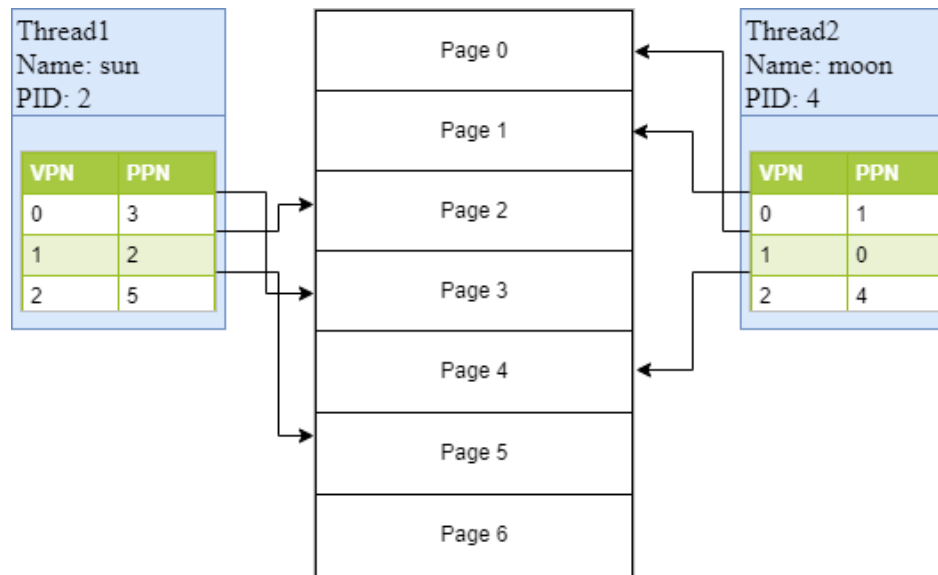 Thread1
Name: sun
PID: 2
VPN PPN
0 3
1 2
2 5
Page 0
Page 1
Page 2
Page 3
Page 4
Page 5
Page 6
Thread2
Name: moon
PID: 4
VPN PPN
0 1
1 0
2 4